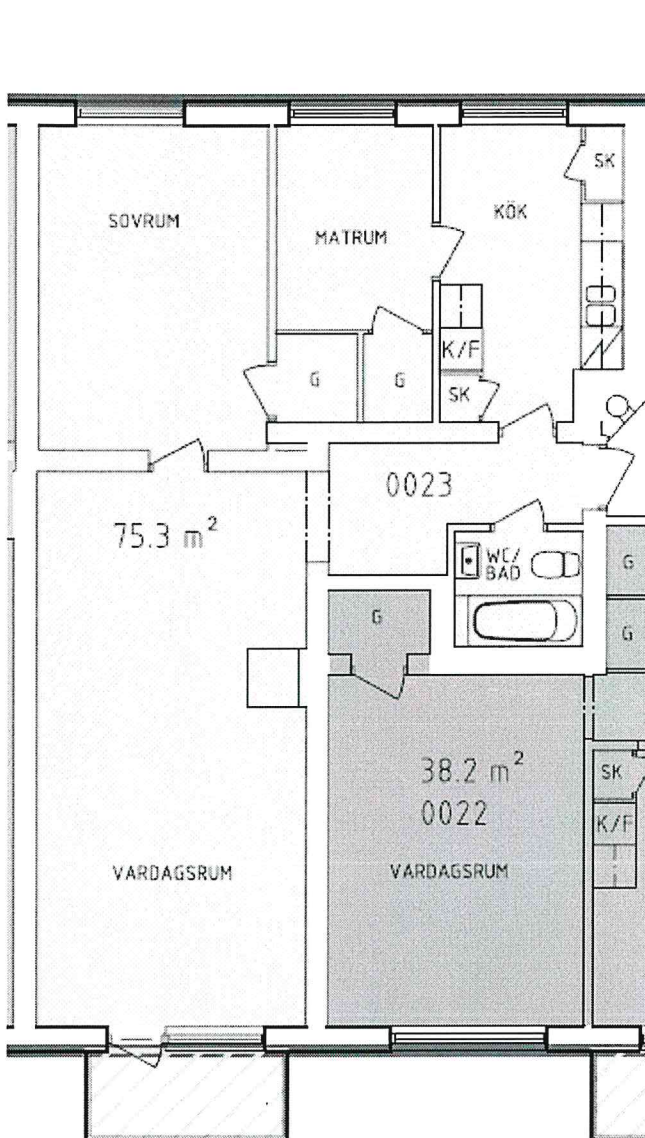 SK
SOVRUM
KÖK
MATRUM
K/F
G
G
SK
L
0023
75.3 m²
WC/
BAD
G
G
G
38.2 m²
SK
0022
K/F
VARDAGSRUM
VARDAGSRUM